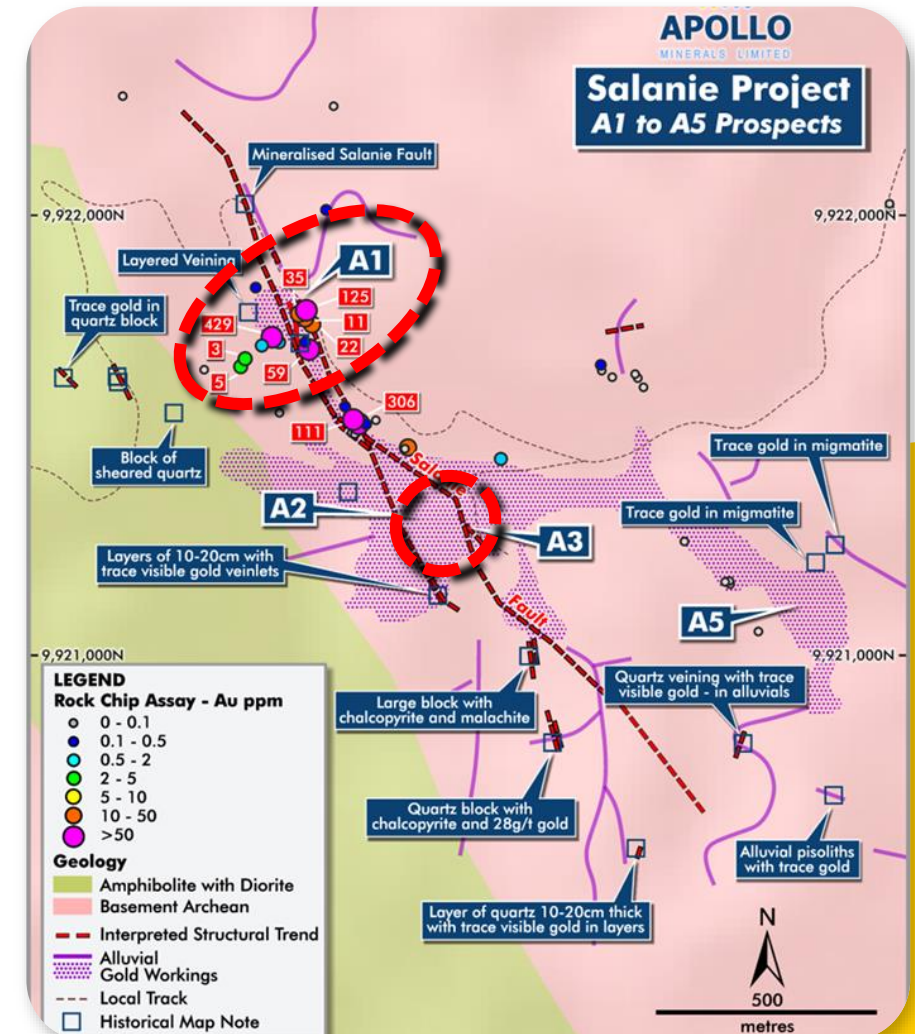 APOLLO
MINERALS LIMITED
Salanie Project
A1 to A5 Prospects
Mineralised Salanie Fault
9,922,000N
9,922,000N
Layered Veining
A1
35
Trace gold in
quartz block
125
429
11
3
22
59
5
306
111
Block of
sheared quartz
Salanie
Trace gold in migmatite
A2
Trace gold in migmatite
A3
Layers of 10-20cm with
trace visible gold veinlets
Fault
A5
9,921,000N
9,921,000N
LEGEND
Rock Chip Assay - Au ppm
0 - 0.1
0.1 - 0.5
0.5 - 2
2 - 5
5 - 10
10 - 50
>50
Geology
Amphibolite with Diorite
Basement Archean
Interpreted Structural Trend
Alluvial
Gold Workings
Local Track
Historical Map Note
Large block with
chalcopyrite and malachite
Quartz veining with trace
visible gold - in alluvials
Quartz block with
chalcopyrite and 28g/t gold
Alluvial pisoliths
with trace gold
Layer of quartz 10-20cm thick
with trace visible gold in layers
N
500
metres